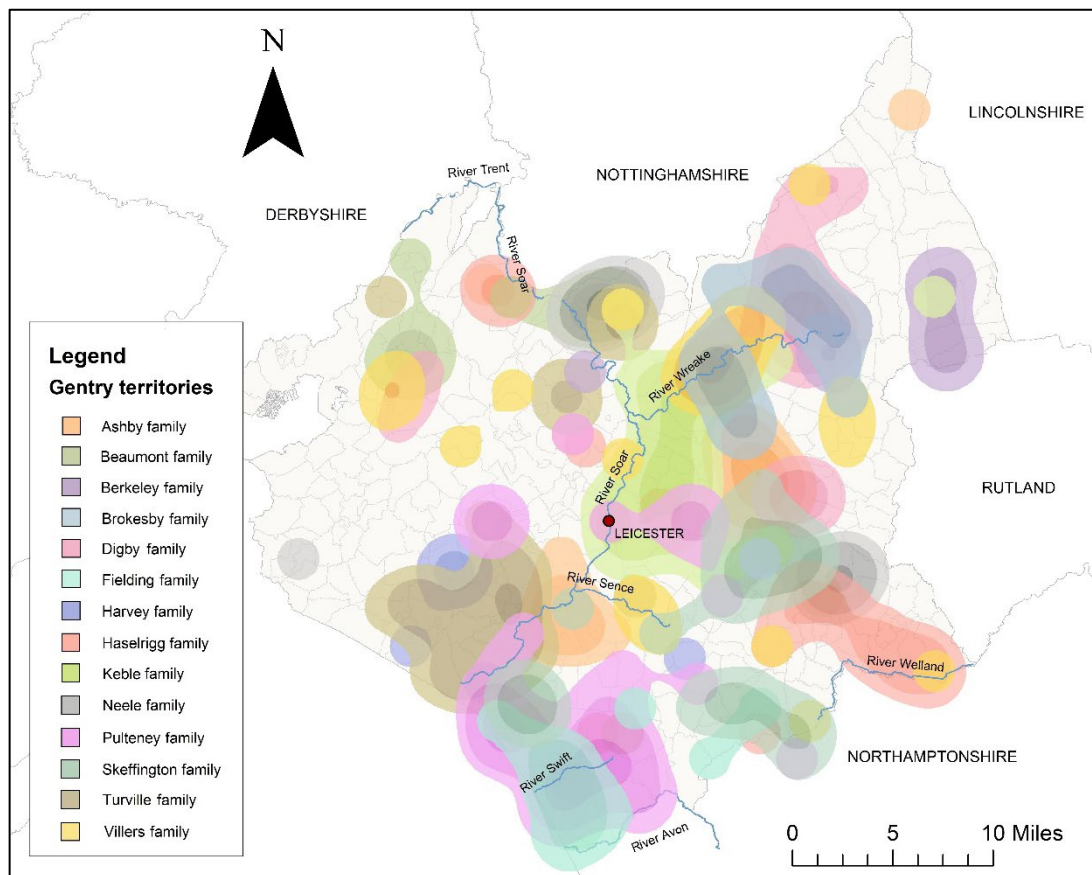 N
LINCOLNSHIRE
River Trent
NOTTINGHAMSHIRE
DERBYSHIRE
River Soar
River Wreake
River Soar
RUTLAND
LEICESTER
River Sence
River Welland
NORTHAMPTONSHIRE
River Swift
River Avon
Legend
Gentry territories
Ashby family
Beaumont family
Berkeley family
Brokesby family
Digby family
Fielding family
Harvey family
Haselrigg family
Keble family
Neele family
Pulteney family
Skeffington family
Turville family
Villers family
0 5 10 Miles